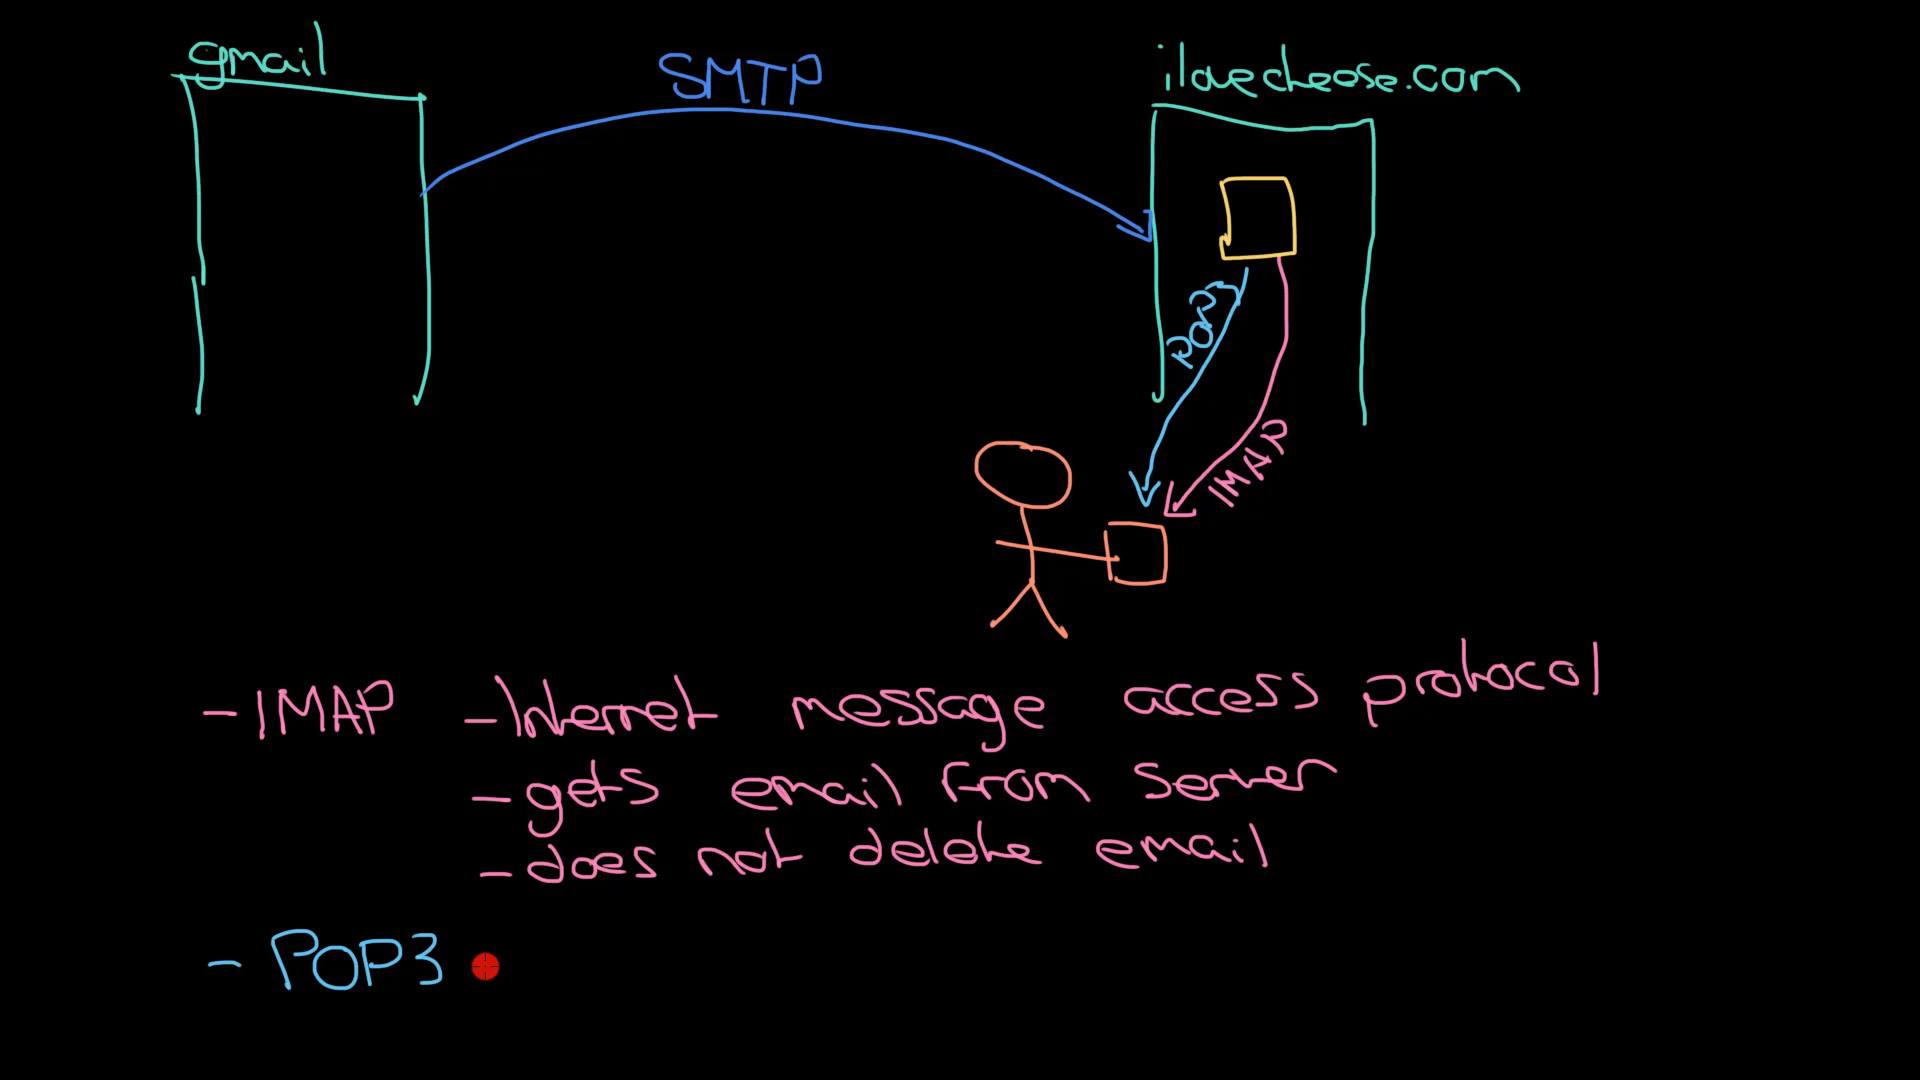 gmail
SMTP
ilovecheese.com
POP3
IMAP
- IMAP - Internet message access protocol
- gets email from server
- does not delete email
- POP3